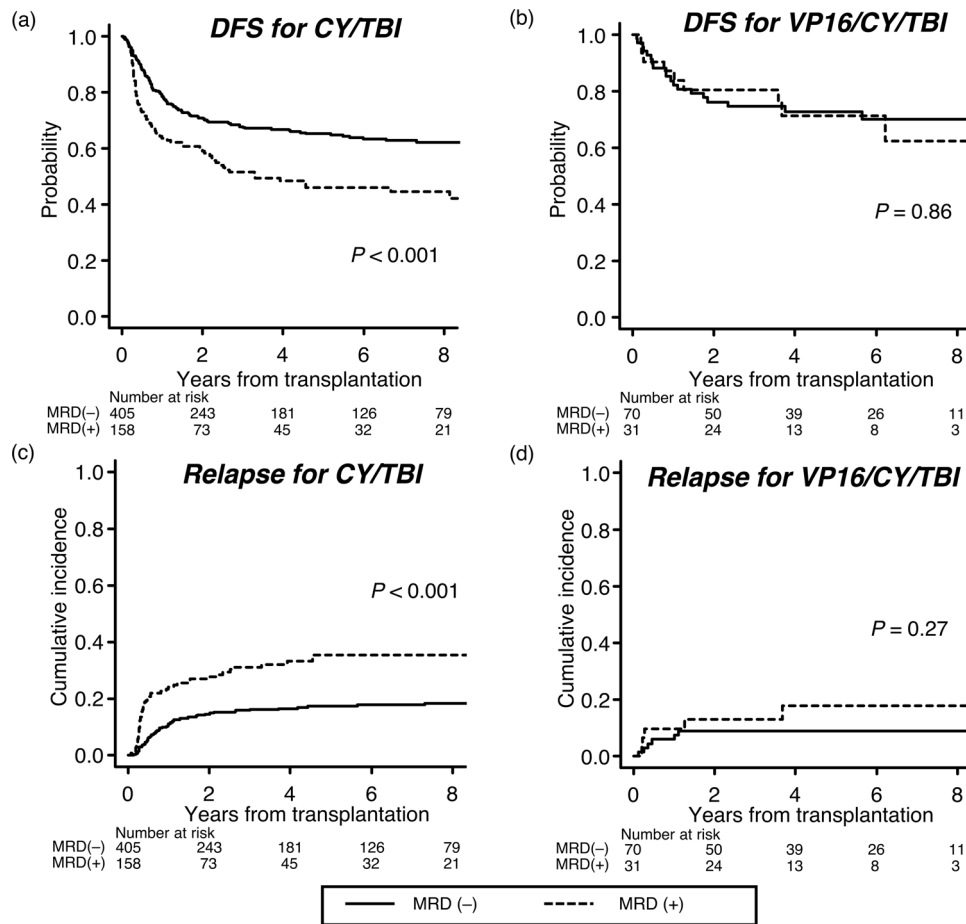 (a)
DFS for CY/TBI
Probability
1.0
0.8
0.6
0.4
0.2
0.0
P < 0.001
0 2 4 6 8
Years from transplantation
Number at risk
MRD(–) 405 243 181 126 79
MRD(+) 158 73 45 32 21
(b)
DFS for VP16/CY/TBI
Probability
1.0
0.8
0.6
0.4
0.2
0.0
P = 0.86
0 2 4 6 8
Years from transplantation
Number at risk
MRD(–) 70 50 39 26 11
MRD(+) 31 24 13 8 3
(c)
Relapse for CY/TBI
Cumulative incidence
1.0
0.8
0.6
0.4
0.2
0.0
P < 0.001
0 2 4 6 8
Years from transplantation
Number at risk
MRD(–) 405 243 181 126 79
MRD(+) 158 73 45 32 21
(d)
Relapse for VP16/CY/TBI
Cumulative incidence
1.0
0.8
0.6
0.4
0.2
0.0
P = 0.27
0 2 4 6 8
Years from transplantation
Number at risk
MRD(–) 70 50 39 26 11
MRD(+) 31 24 13 8 3
MRD (–) MRD (+)